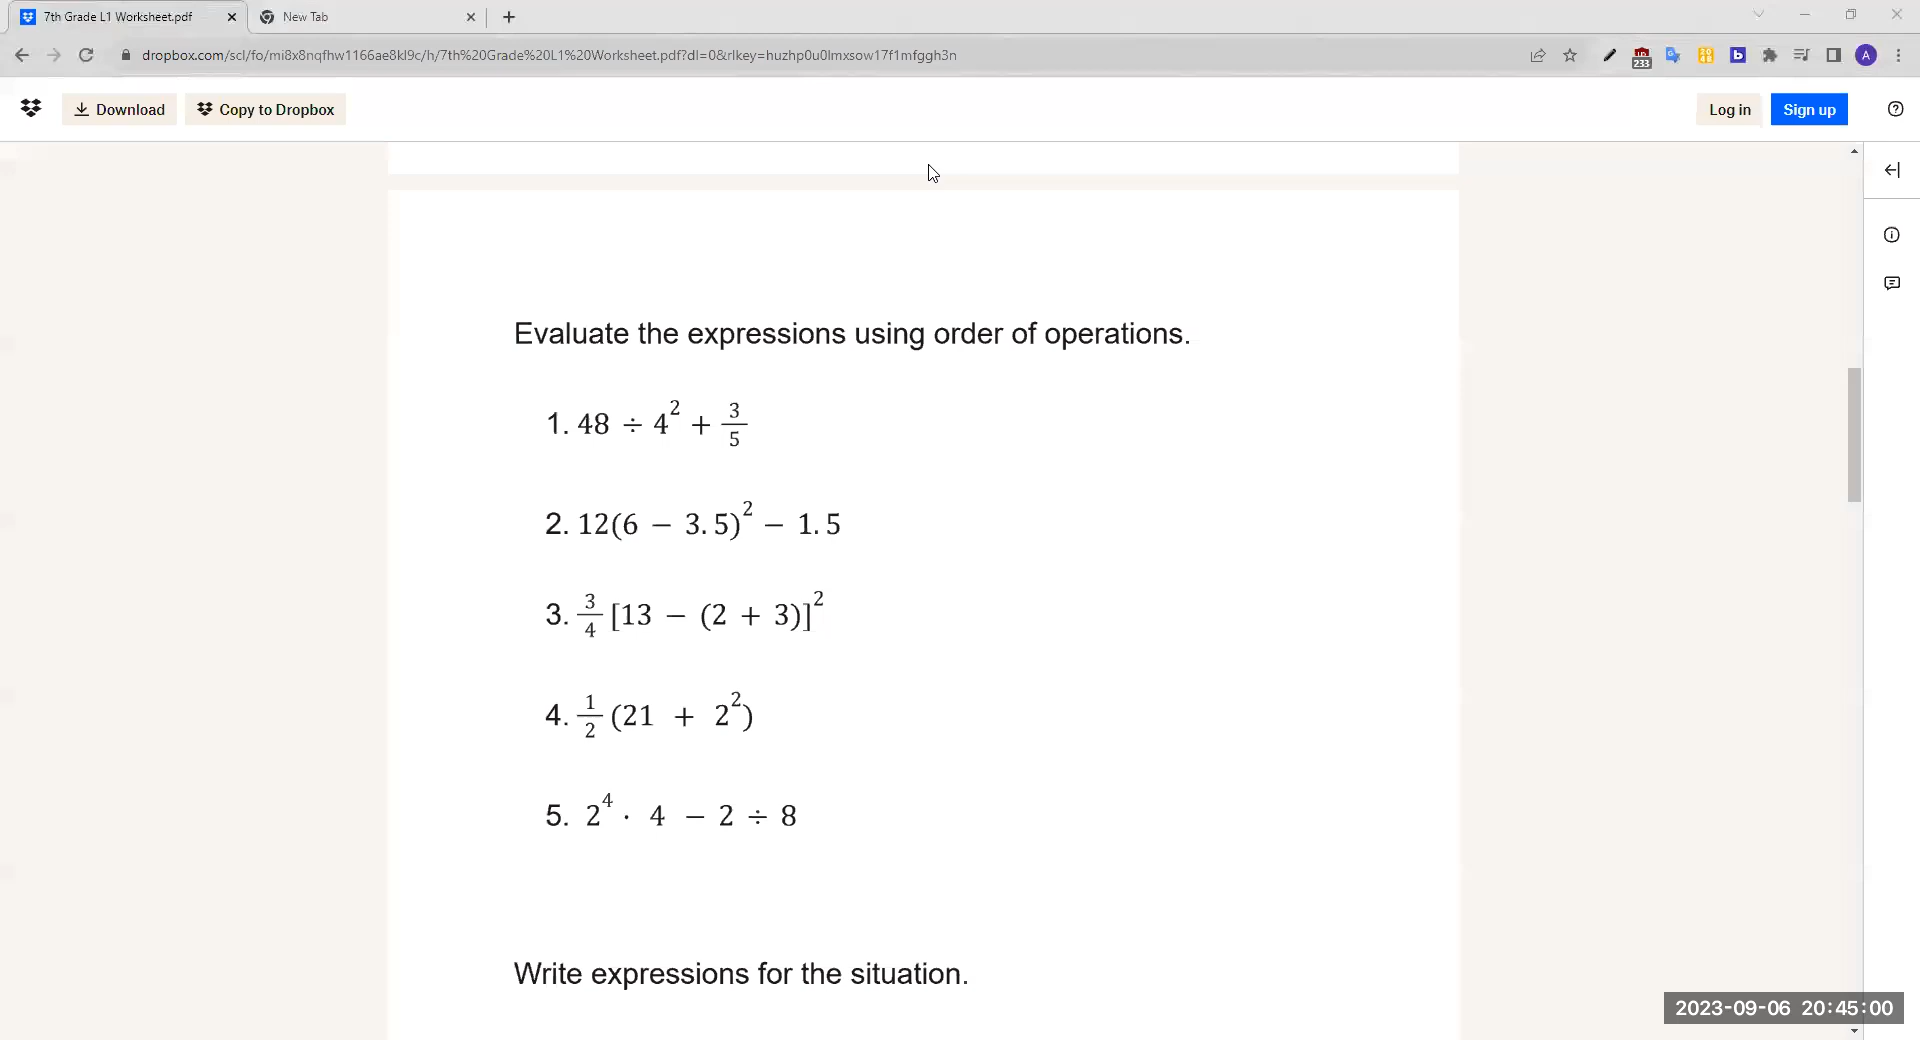 7th Grade L1 Worksheet.pdf
New Tab
dropbox.com/scl/fo/mi8x8nqfhw1166ae8kl9c/h/7th%20Grade%20L1%20Worksheet.pdf?dl=0&rlkey=huzhp0u0lmxsow17f1mfggh3n
233
A
Download
Copy to Dropbox
Log in
Sign up
Evaluate the expressions using order of operations.
1. 48 ÷ 4² + 3/5
2. 12(6 − 3.5)² − 1.5
3. 3/4 [13 − (2 + 3)]²
4. 1/2 (21 + 2²)
5. 2⁴ · 4 − 2 ÷ 8
Write expressions for the situation.
2023-09-06 20:45:00